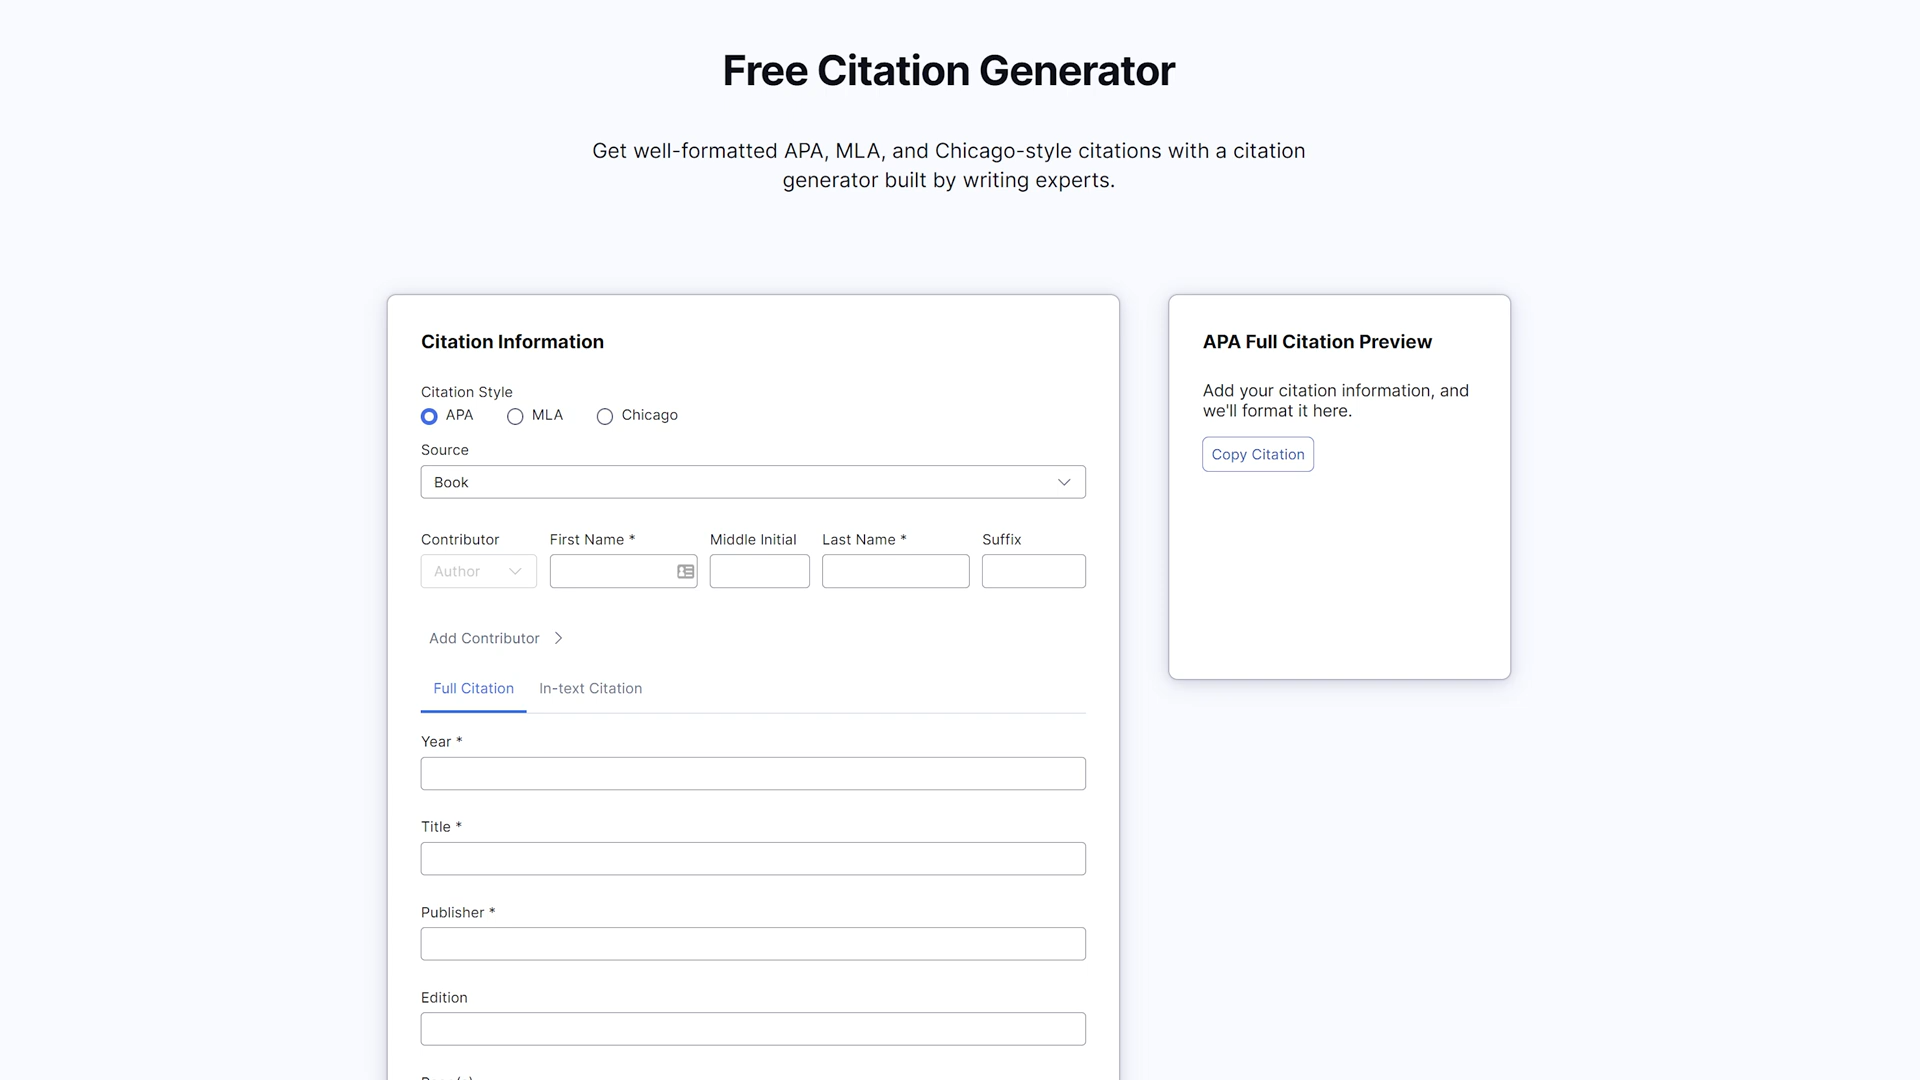 Free Citation Generator
Get well-formatted APA, MLA, and Chicago-style citations with a citation
generator built by writing experts.
Citation Information
Citation Style
APA MLA Chicago
Source
Book
Contributor First Name * Middle Initial Last Name * Suffix
Author
Add Contributor
Full Citation In-text Citation
Year *
Title *
Publisher *
Edition
APA Full Citation Preview
Add your citation information, and
we'll format it here.
Copy Citation